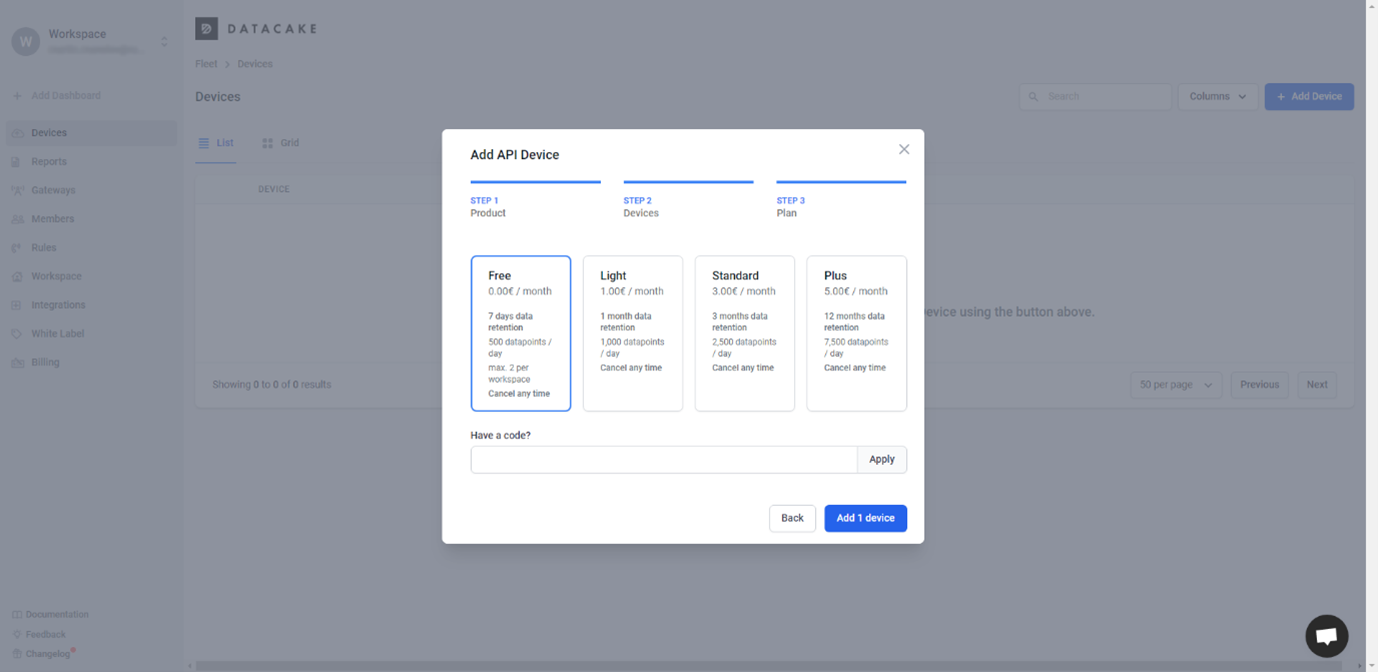 W
Workspace
DATACAKE
Fleet > Devices
Add Dashboard
Devices
Search
Columns
+ Add Device
Devices
Reports
Gateways
Members
Rules
Workspace
Integrations
White Label
Billing
List
Grid
DEVICE
evice using the button above.
Showing 0 to 0 of 0 results
50 per page
Previous
Next
Add API Device
STEP 1
Product
STEP 2
Devices
STEP 3
Plan
Free
0.00€ / month
7 days data
retention
500 datapoints /
day
max. 2 per
workspace
Cancel any time
Light
1.00€ / month
1 month data
retention
1,000 datapoints
/ day
Cancel any time
Standard
3.00€ / month
3 months data
retention
2,500 datapoints
/ day
Cancel any time
Plus
5.00€ / month
12 months data
retention
7,500 datapoints
/ day
Cancel any time
Have a code?
Apply
Back
Add 1 device
Documentation
Feedback
Changelog